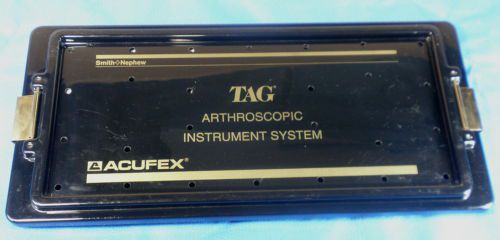 Smith+Nephew
TAG®
ARTHROSCOPIC
INSTRUMENT SYSTEM
ACUFEX®